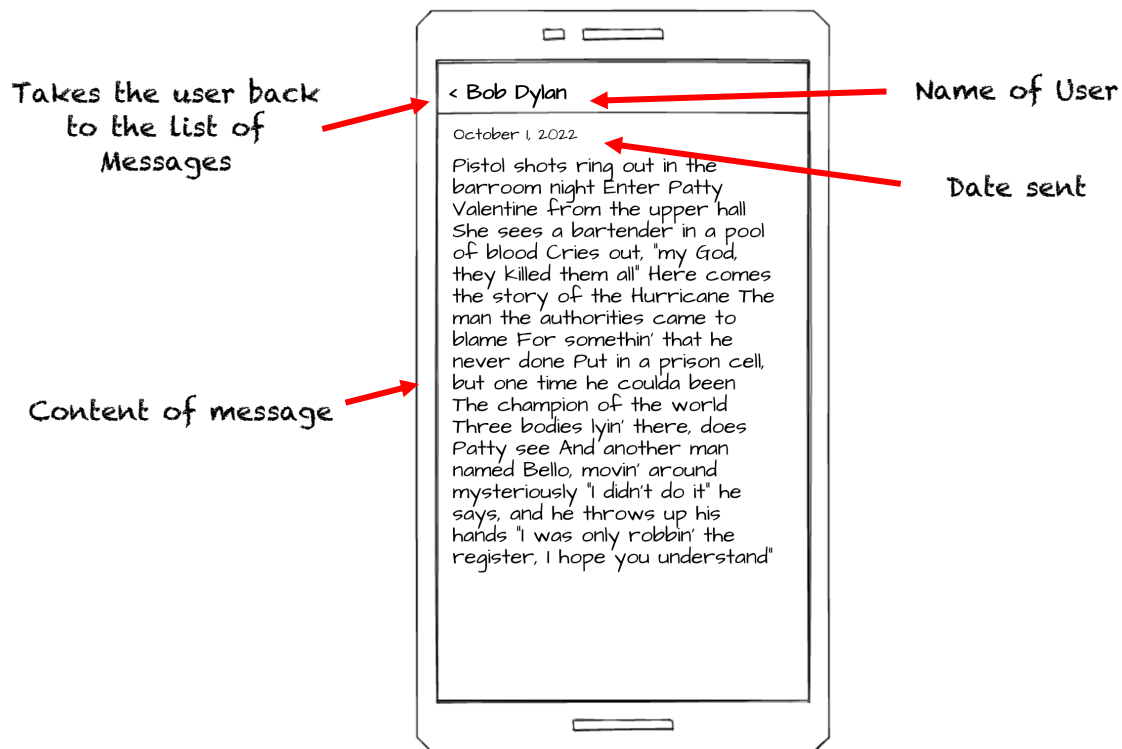 Takes the user back
to the list of
Messages
Content of message
< Bob Dylan
October 1, 2022
Pistol shots ring out in the
barroom night Enter Patty
Valentine from the upper hall
She sees a bartender in a pool
of blood Cries out, "my God,
they killed them all" Here comes
the story of the Hurricane The
man the authorities came to
blame For somethin' that he
never done Put in a prison cell,
but one time he coulda been
The champion of the world
Three bodies lyin' there, does
Patty see And another man
named Bello, movin' around
mysteriously "I didn't do it" he
says, and he throws up his
hands "I was only robbin' the
register, I hope you understand"
Name of User
Date sent